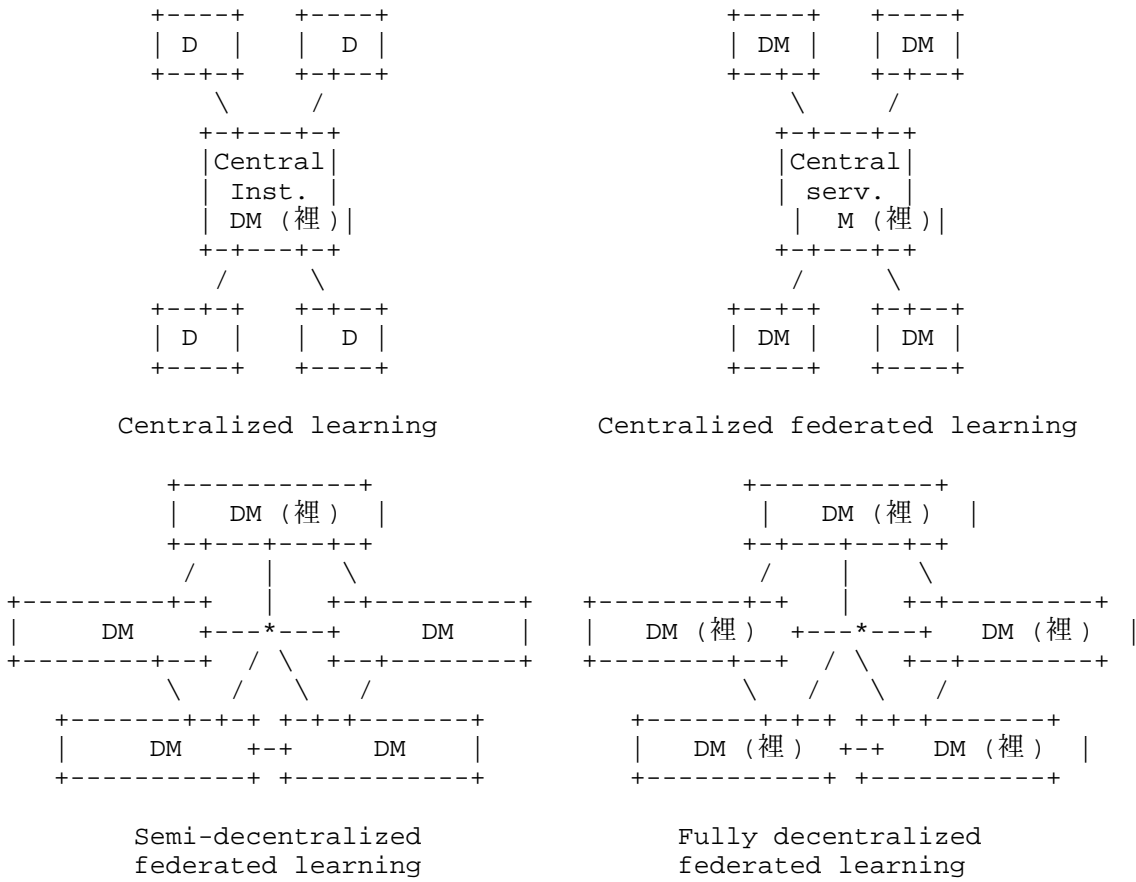 D D
DM DM
Central
Inst.
DM (裡)
Central
serv.
M (裡)
D D
DM DM
Centralized learning
Centralized federated learning
DM (裡)
DM DM
DM DM
Semi-decentralized
federated learning
DM (裡)
DM (裡) DM (裡)
DM (裡) DM (裡)
Fully decentralized
federated learning